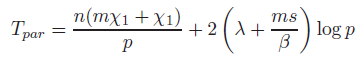 T_{par} = \frac{n(m\chi_1 + \chi_1)}{p} + 2\left(\lambda + \frac{ms}{\beta}\right) \log p